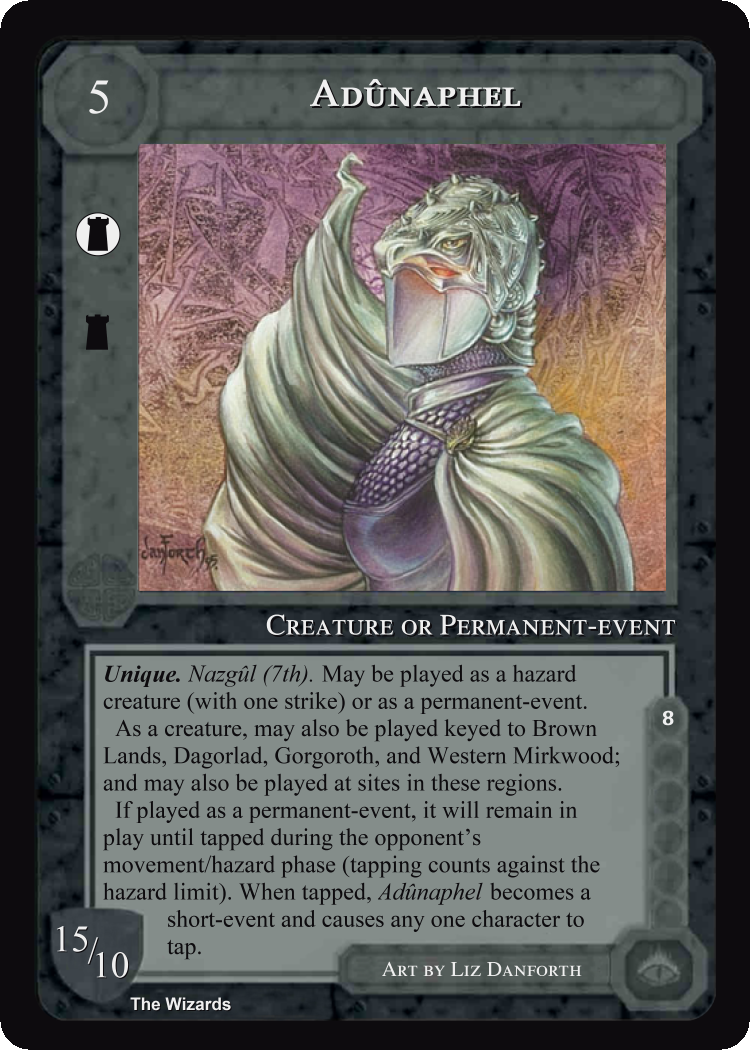 5
ADÛNAPHEL
DANFORTH 95.
CREATURE OR PERMANENT-EVENT
Unique. Nazgûl (7th). May be played as a hazard
creature (with one strike) or as a permanent-event.
As a creature, may also be played keyed to Brown
Lands, Dagorlad, Gorgoroth, and Western Mirkwood;
and may also be played at sites in these regions.
If played as a permanent-event, it will remain in
play until tapped during the opponent's
movement/hazard phase (tapping counts against the
hazard limit). When tapped, Adûnaphel becomes a
short-event and causes any one character to
tap.
8
15/10
ART BY LIZ DANFORTH
The Wizards